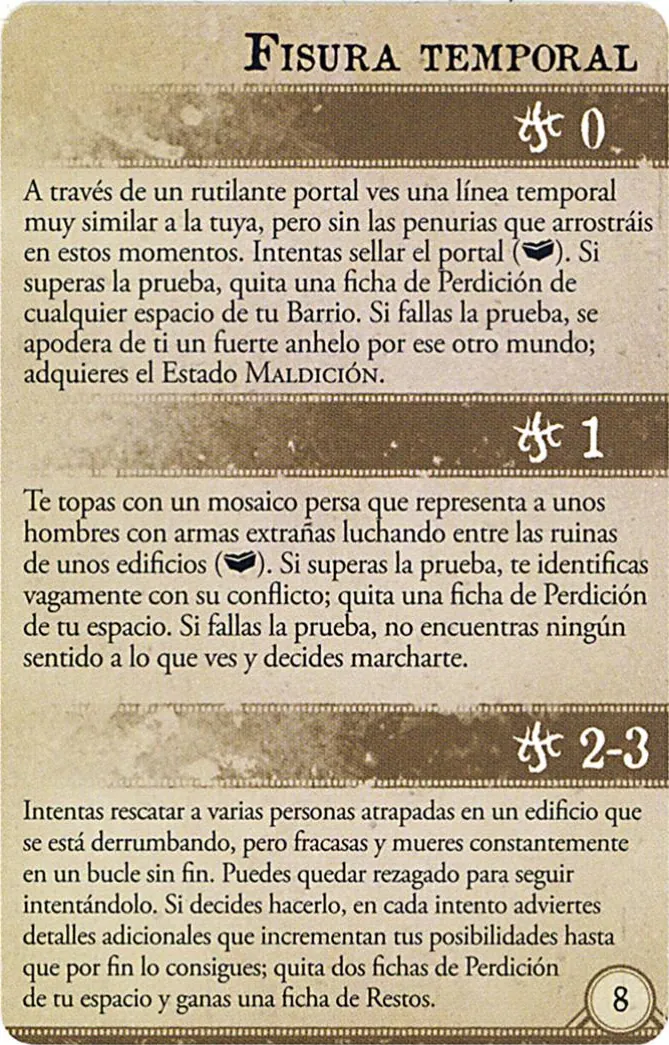 Fisura temporal
0
A través de un rutilante portal ves una línea temporal
muy similar a la tuya, pero sin las penurias que arrostráis
en estos momentos. Intentas sellar el portal (). Si
superas la prueba, quita una ficha de Perdición de
cualquier espacio de tu Barrio. Si fallas la prueba, se
apodera de ti un fuerte anhelo por ese otro mundo;
adquieres el Estado Maldición.
1
Te topas con un mosaico persa que representa a unos
hombres con armas extrañas luchando entre las ruinas
de unos edificios (). Si superas la prueba, te identificas
vagamente con su conflicto; quita una ficha de Perdición
de tu espacio. Si fallas la prueba, no encuentras ningún
sentido a lo que ves y decides marcharte.
2-3
Intentas rescatar a varias personas atrapadas en un edificio que
se está derrumbando, pero fracasas y mueres constantemente
en un bucle sin fin. Puedes quedar rezagado para seguir
intentándolo. Si decides hacerlo, en cada intento adviertes
detalles adicionales que incrementan tus posibilidades hasta
que por fin lo consigues; quita dos fichas de Perdición
de tu espacio y ganas una ficha de Restos.
8